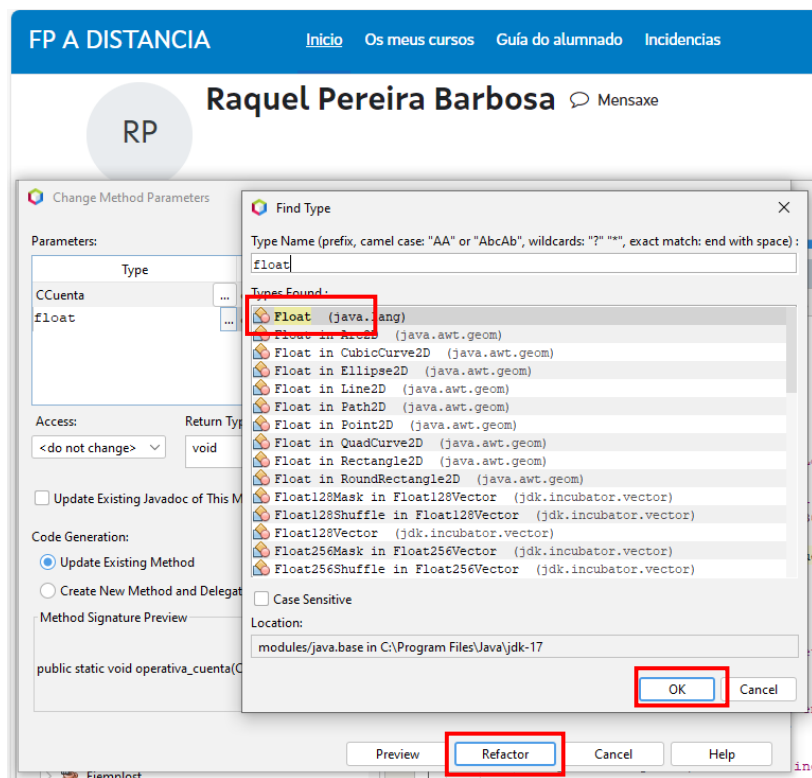 FP A DISTANCIA
Inicio
Os meus cursos
Guía do alumnado
Incidencias
RP
Raquel Pereira Barbosa
Mensaxe
Change Method Parameters
Parameters:
Type
CCuenta
...
float
...
Access:
Return Typ
<do not change>
void
Update Existing Javadoc of This M
Code Generation:
Update Existing Method
Create New Method and Delegat
Method Signature Preview
public static void operativa_cuenta(C
Preview
Refactor
Cancel
Help
Find Type
Type Name (prefix, camel case: "AA" or "AbcAb", wildcards: "?" "*", exact match: end with space) :
float
Types Found :
Float (java.lang)
Float in Arc2D (java.awt.geom)
Float in CubicCurve2D (java.awt.geom)
Float in Ellipse2D (java.awt.geom)
Float in Line2D (java.awt.geom)
Float in Path2D (java.awt.geom)
Float in Point2D (java.awt.geom)
Float in QuadCurve2D (java.awt.geom)
Float in Rectangle2D (java.awt.geom)
Float in RoundRectangle2D (java.awt.geom)
Float128Mask in Float128Vector (jdk.incubator.vector)
Float128Shuffle in Float128Vector (jdk.incubator.vector)
Float128Vector (jdk.incubator.vector)
Float256Mask in Float256Vector (jdk.incubator.vector)
Float256Shuffle in Float256Vector (jdk.incubator.vector)
Case Sensitive
Location:
modules/java.base in C:\Program Files\Java\jdk-17
OK
Cancel